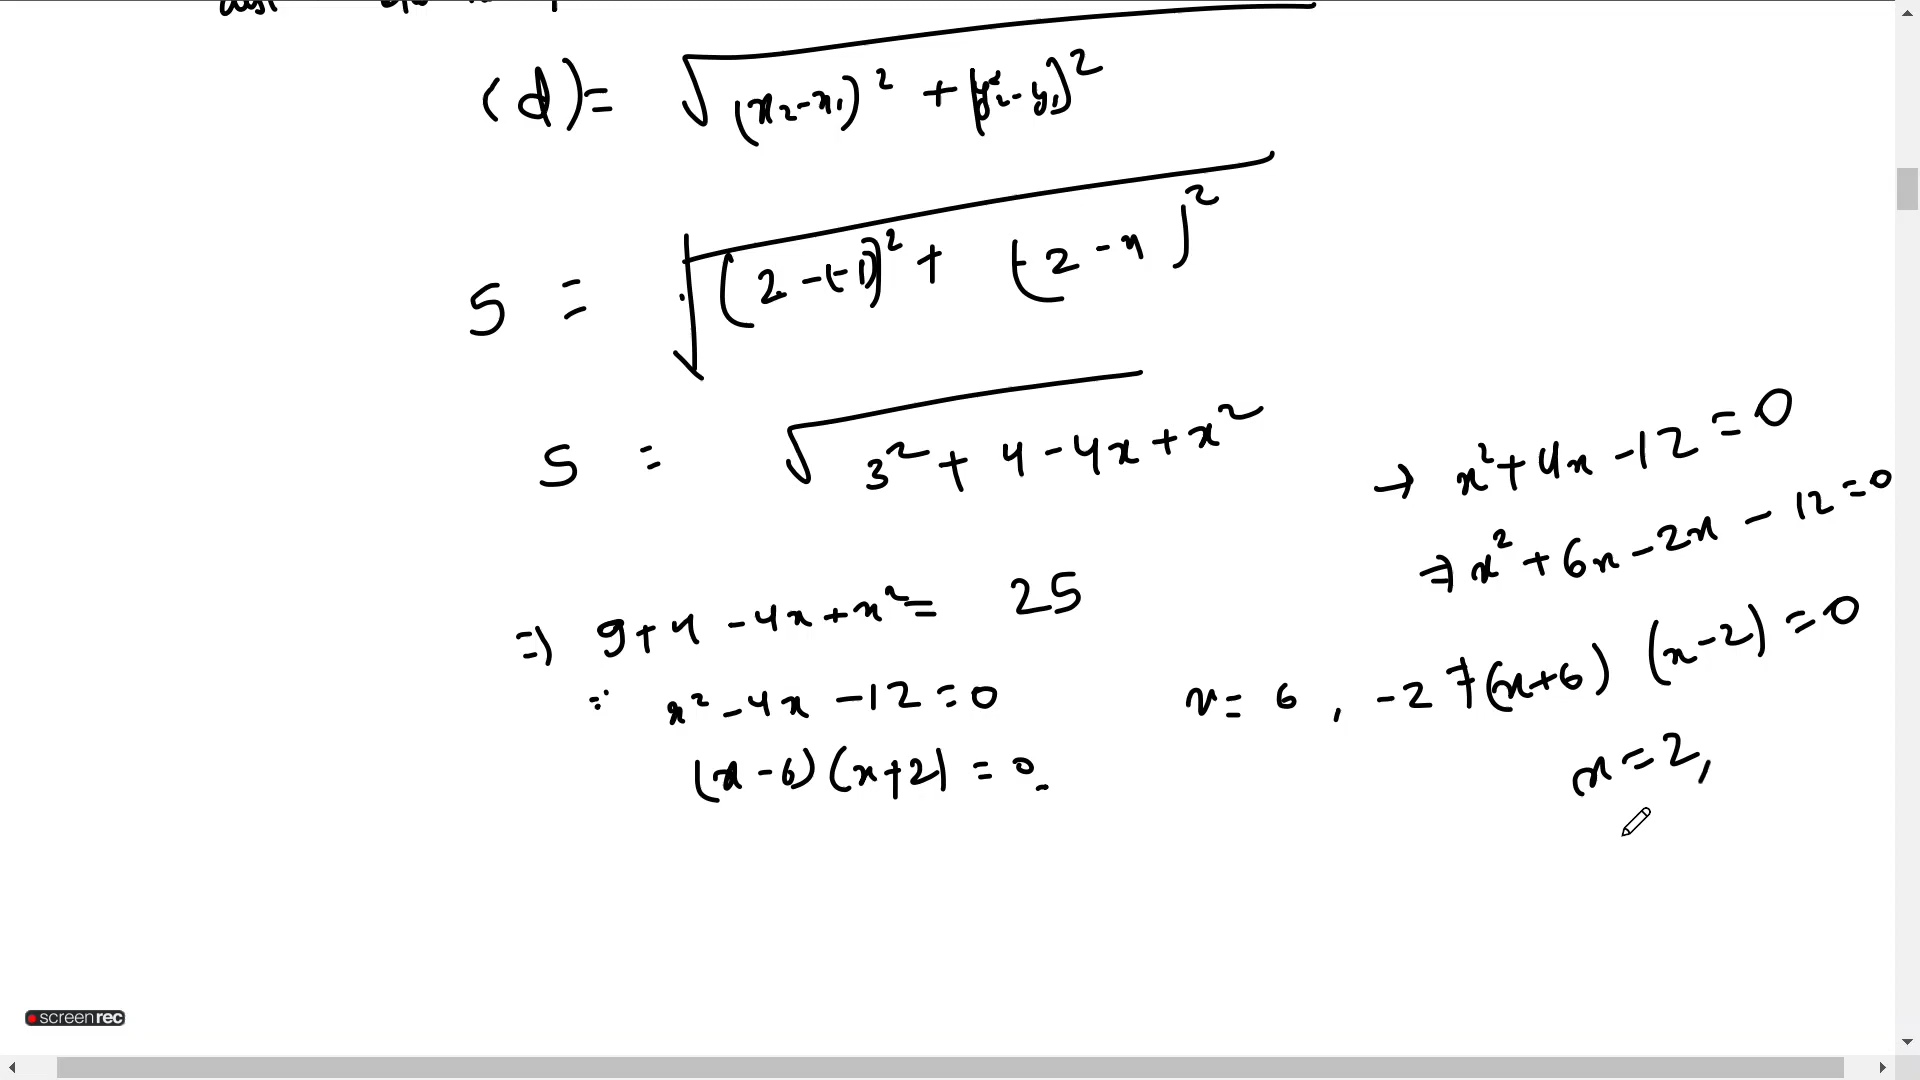 (d) = √(x₂-x₁)² + (y₂-y₁)²
5 = √(2-(-1))² + (-2-x)²
5 = √3² + 4 - 4x + x²
⇒ 9 + 4 - 4x + x² = 25
∵ x² - 4x - 12 = 0
(x-6)(x+2) = 0
x = 6, -2
→ x² + 4x - 12 = 0
⇒ x² + 6x - 2x - 12 = 0
(x+6)(x-2) = 0
x = 2,
screenrec